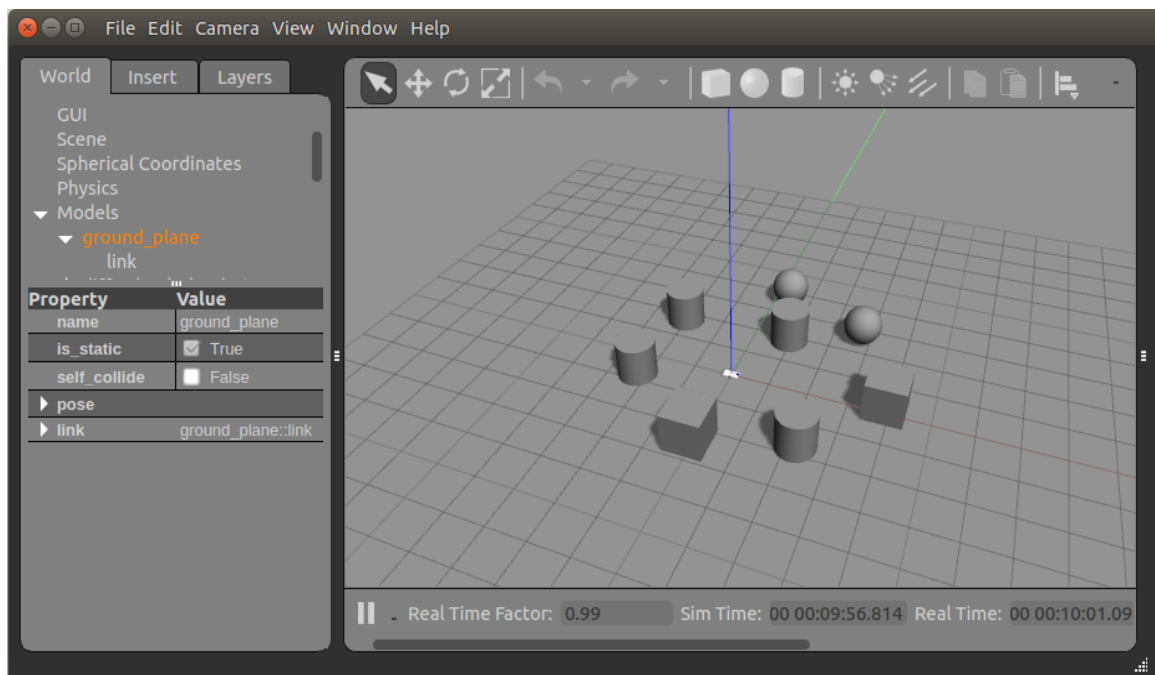 File Edit Camera View Window Help
World Insert Layers
GUI
Scene
Spherical Coordinates
Physics
Models
ground_plane
link
Property Value
name ground_plane
is_static True
self_collide False
pose
link ground_plane::link
Real Time Factor: 0.99 Sim Time: 00 00:09:56.814 Real Time: 00 00:10:01.09